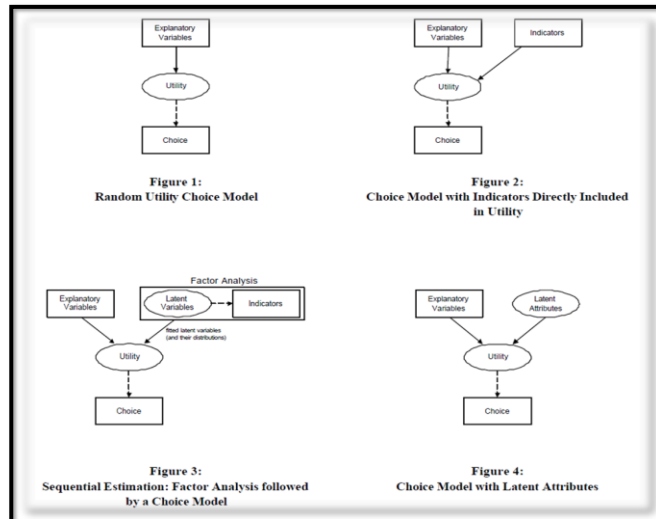 Explanatory
Variables
Utility
Choice
Figure 1:
Random Utility Choice Model
Explanatory
Variables
Indicators
Utility
Choice
Figure 2:
Choice Model with Indicators Directly Included
in Utility
Factor Analysis
Explanatory
Variables
Latent
Variables
Indicators
fitted latent variables
(and their distributions)
Utility
Choice
Figure 3:
Sequential Estimation: Factor Analysis followed
by a Choice Model
Explanatory
Variables
Latent
Attributes
Utility
Choice
Figure 4:
Choice Model with Latent Attributes